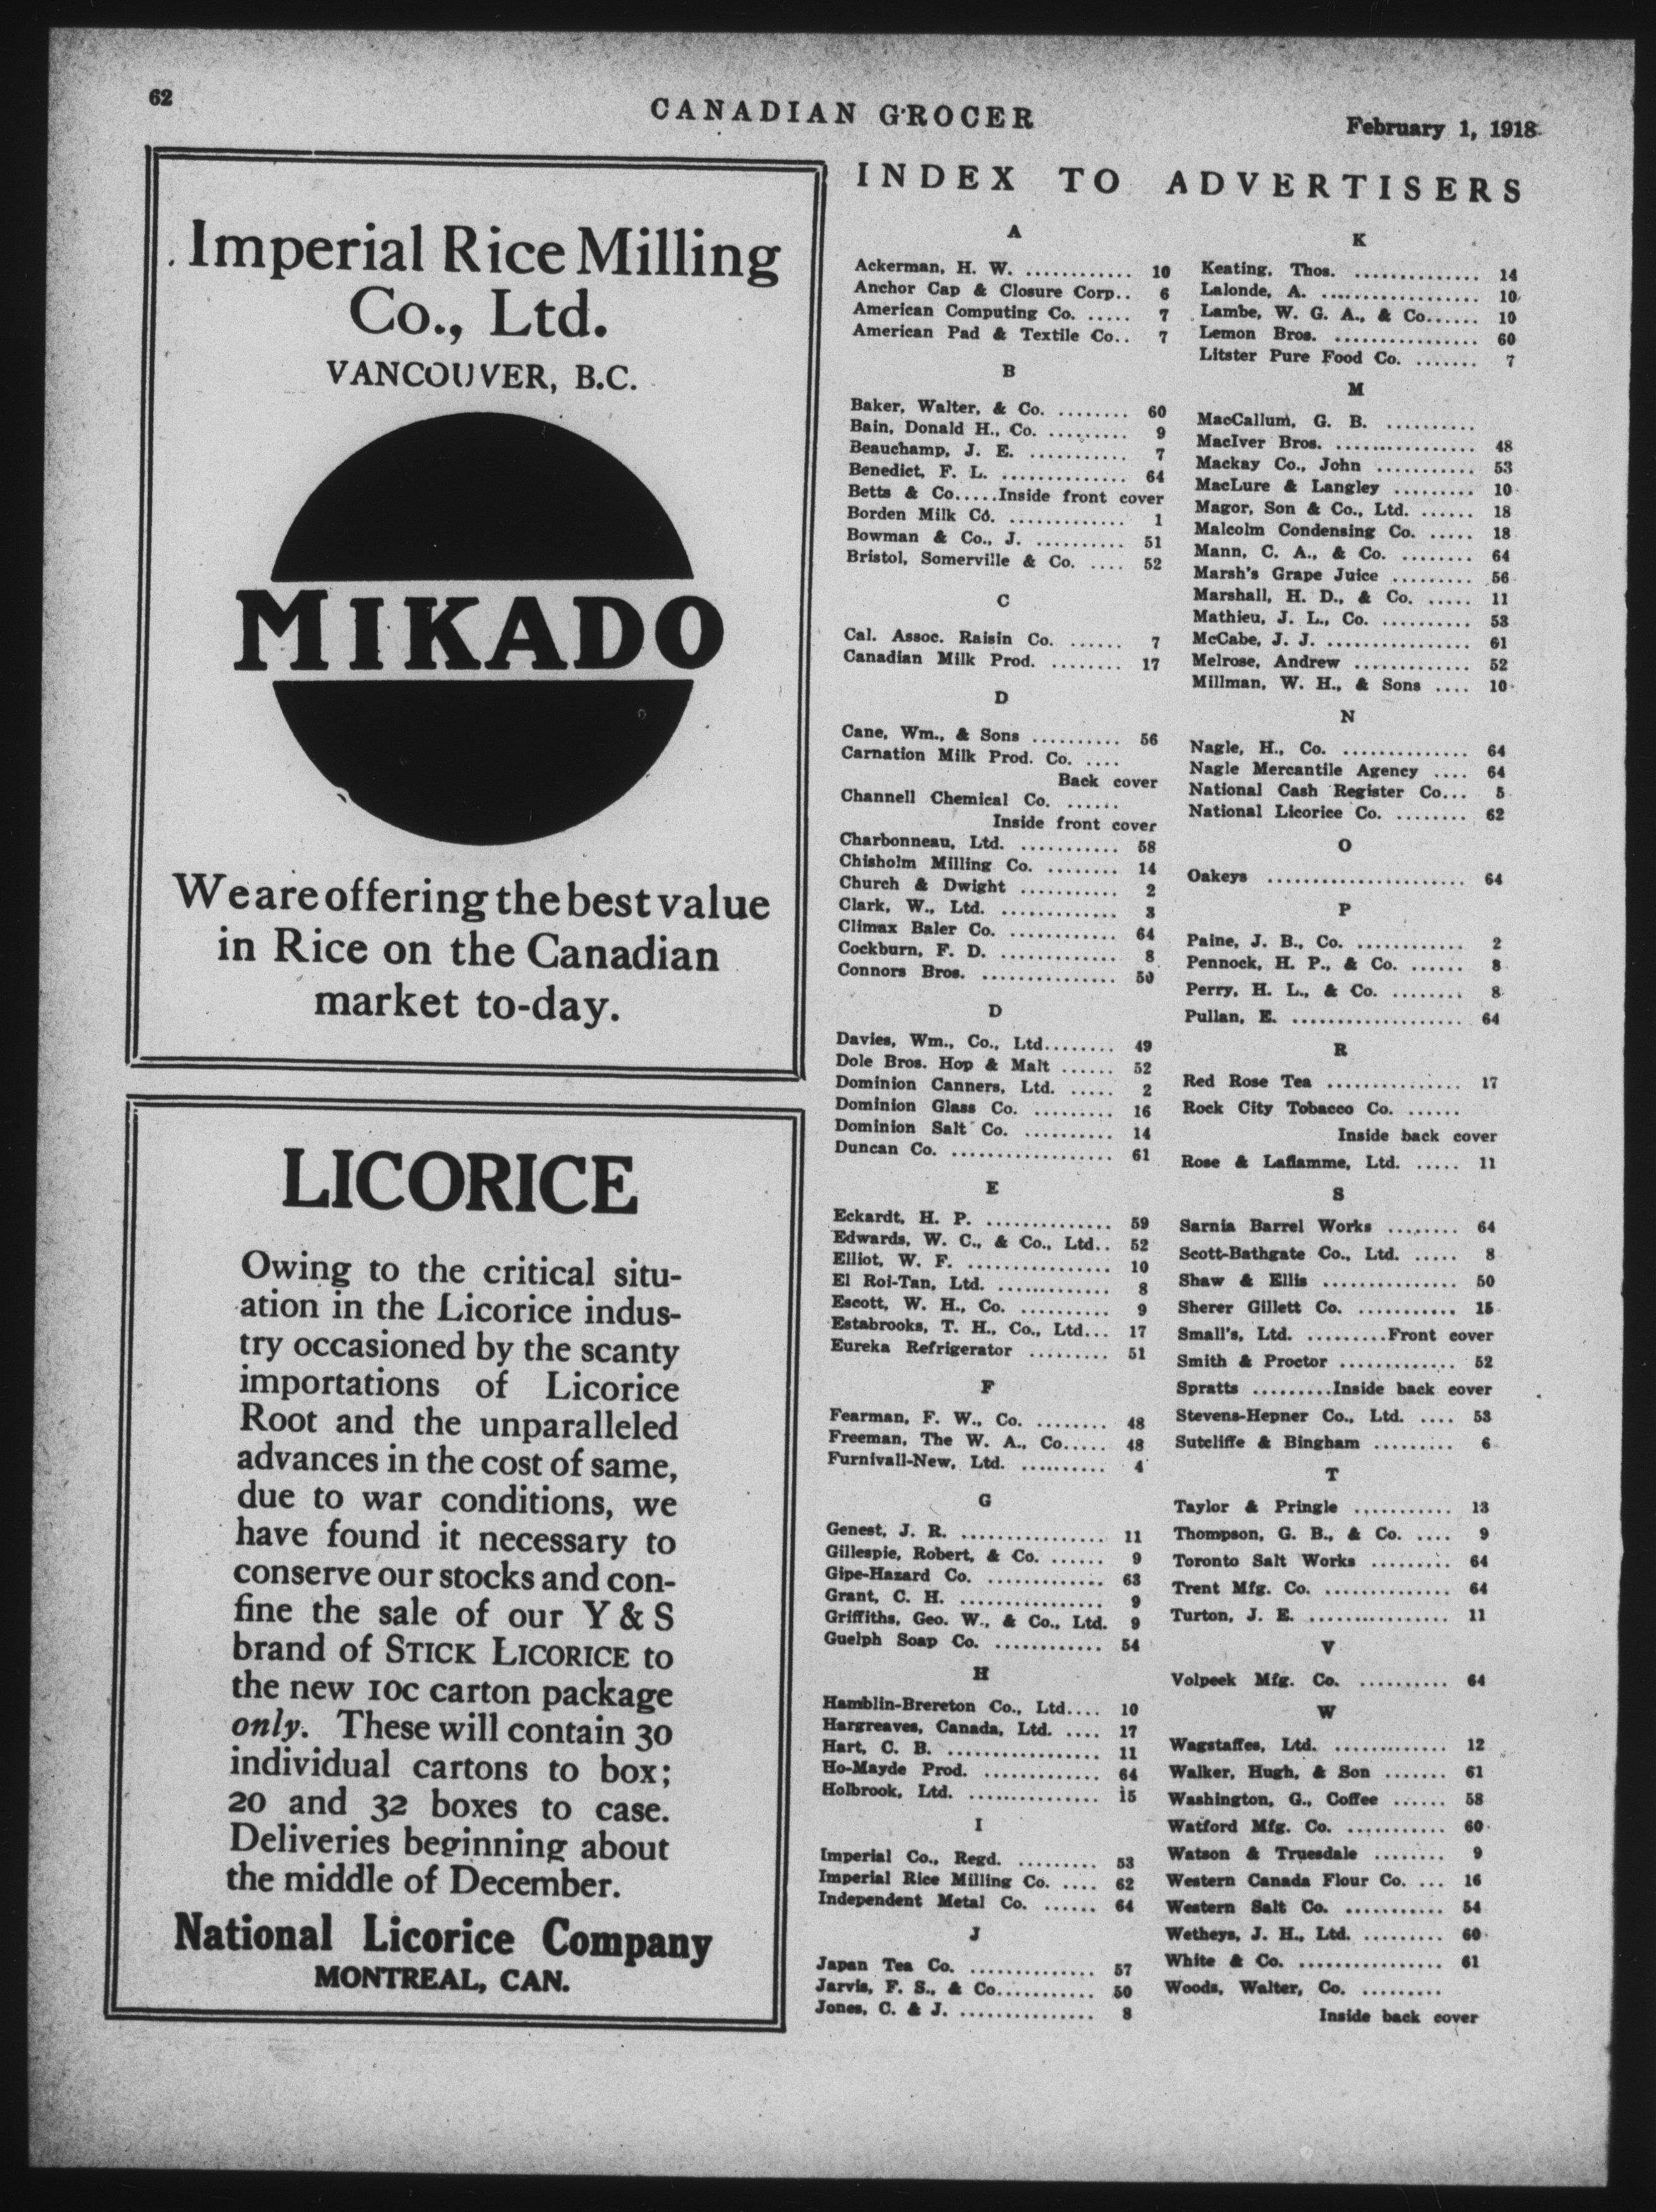 62
CANADIAN GROCER
February 1, 1918
Imperial Rice Milling
Co., Ltd.
VANCOUVER, B.C.
MIKADO
We are offering the best value
in Rice on the Canadian
market to-day.
LICORICE
Owing to the critical situ-
ation in the Licorice indus-
try occasioned by the scanty
importations of Licorice
Root and the unparalleled
advances in the cost of same,
due to war conditions, we
have found it necessary to
conserve our stocks and con-
fine the sale of our Y & S
brand of STICK LICORICE to
the new 10c carton package
only. These will contain 30
individual cartons to box;
20 and 32 boxes to case.
Deliveries beginning about
the middle of December.
National Licorice Company
MONTREAL, CAN.
INDEX TO ADVERTISERS
A
Ackerman, H. W. ............ 10
Anchor Cap & Closure Corp.. 6
American Computing Co. ..... 7
American Pad & Textile Co.. 7
B
Baker, Walter, & Co. ........ 60
Bain, Donald H., Co. ......... 9
Beauchamp, J. E. ........... 7
Benedict, F. L. .............. 64
Betts & Co.....Inside front cover
Borden Milk Co. ............. 1
Bowman & Co., J. .......... 51
Bristol, Somerville & Co. .... 52
C
Cal. Assoc. Raisin Co. ...... 7
Canadian Milk Prod. ........ 17
D
Cane, Wm., & Sons .......... 56
Carnation Milk Prod. Co. ....
Back cover
Channell Chemical Co. ......
Inside front cover
Charbonneau, Ltd. ........... 58
Chisholm Milling Co. ........ 14
Church & Dwight ........... 2
Clark, W., Ltd. ............. 3
Climax Baler Co. ............ 64
Cockburn, F. D. ............. 8
Connors Bros. ............... 50
D
Davies, Wm., Co., Ltd........ 49
Dole Bros. Hop & Malt ...... 52
Dominion Canners, Ltd. ..... 2
Dominion Glass Co. ......... 16
Dominion Salt Co. .......... 14
Duncan Co. .................. 61
E
Eckardt, H. P. .............. 59
Edwards, W. C., & Co., Ltd.. 52
Elliot, W. F. ................ 10
El Roi-Tan, Ltd. ............. 8
Escott, W. H., Co. .......... 9
Estabrooks, T. H., Co., Ltd... 17
Eureka Refrigerator ......... 51
F
Fearman, F. W., Co. ........ 48
Freeman, The W. A., Co..... 48
Furnivall-New, Ltd. .......... 4
G
Genest, J. R. ................ 11
Gillespie, Robert, & Co. ...... 9
Gipe-Hazard Co. ............. 63
Grant, C. H. ................ 9
Griffiths, Geo. W., & Co., Ltd. 9
Guelph Soap Co. ............ 54
H
Hamblin-Brereton Co., Ltd.... 10
Hargreaves, Canada, Ltd. .... 17
Hart, C. B. ................. 11
Ho-Mayde Prod. ............. 64
Holbrook, Ltd. ............... 15
I
Imperial Co., Regd. ......... 53
Imperial Rice Milling Co. .... 62
Independent Metal Co. ...... 64
J
Japan Tea Co. .............. 57
Jarvis, F. S., & Co........... 50
Jones, C. & J. ............... 8
K
Keating, Thos. .............. 14
Lalonde, A. .................. 10
Lambe, W. G. A., & Co...... 10
Lemon Bros. ................ 60
Litster Pure Food Co. ....... 7
M
MacCallum, G. B. ..........
MacIver Bros. ................ 48
Mackay Co., John ........... 53
MacLure & Langley ......... 10
Magor, Son & Co., Ltd. ...... 18
Malcolm Condensing Co. ..... 18
Mann, C. A., & Co. ........ 64
Marsh's Grape Juice ......... 56
Marshall, H. D., & Co. ..... 11
Mathieu, J. L., Co. .......... 53
McCabe, J. J. ................ 61
Melrose, Andrew ............. 52
Millman, W. H., & Sons .... 10
N
Nagle, H., Co. .............. 64
Nagle Mercantile Agency .... 64
National Cash Register Co... 5
National Licorice Co. ........ 62
O
Oakeys ...................... 64
P
Paine, J. B., Co. ............ 2
Pennock, H. P., & Co. ...... 8
Perry, H. L., & Co. ........ 8
Pullan, E. ................... 64
R
Red Rose Tea ............... 17
Rock City Tobacco Co. ......
Inside back cover
Rose & Laflamme, Ltd. ..... 11
S
Sarnia Barrel Works ........ 64
Scott-Bathgate Co., Ltd. ..... 8
Shaw & Ellis ............... 50
Sherer Gillett Co. ........... 15
Small's, Ltd. .........Front cover
Smith & Proctor ............. 52
Spratts .........Inside back cover
Stevens-Hepner Co., Ltd. .... 53
Sutcliffe & Bingham ......... 6
T
Taylor & Pringle ........... 13
Thompson, G. B., & Co. .... 9
Toronto Salt Works ......... 64
Trent Mfg. Co. .............. 64
Turton, J. E. ................ 11
V
Volpeek Mfg. Co. .......... 64
W
Wagstaffes, Ltd. ............. 12
Walker, Hugh, & Son ....... 61
Washington, G., Coffee ...... 58
Watford Mfg. Co. ........... 60
Watson & Truesdale ........ 9
Western Canada Flour Co. ... 16
Western Salt Co. ........... 54
Wetheys, J. H., Ltd. ......... 60
White & Co. ................ 61
Woods, Walter, Co. .........
Inside back cover